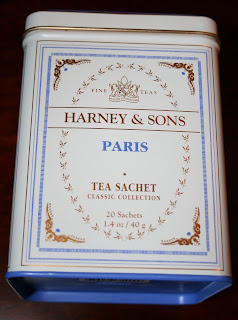 FINE TEAS
HARNEY & SONS
PARIS
TEA SACHET
CLASSIC COLLECTION
20 Sachets
1.4 oz / 40 g